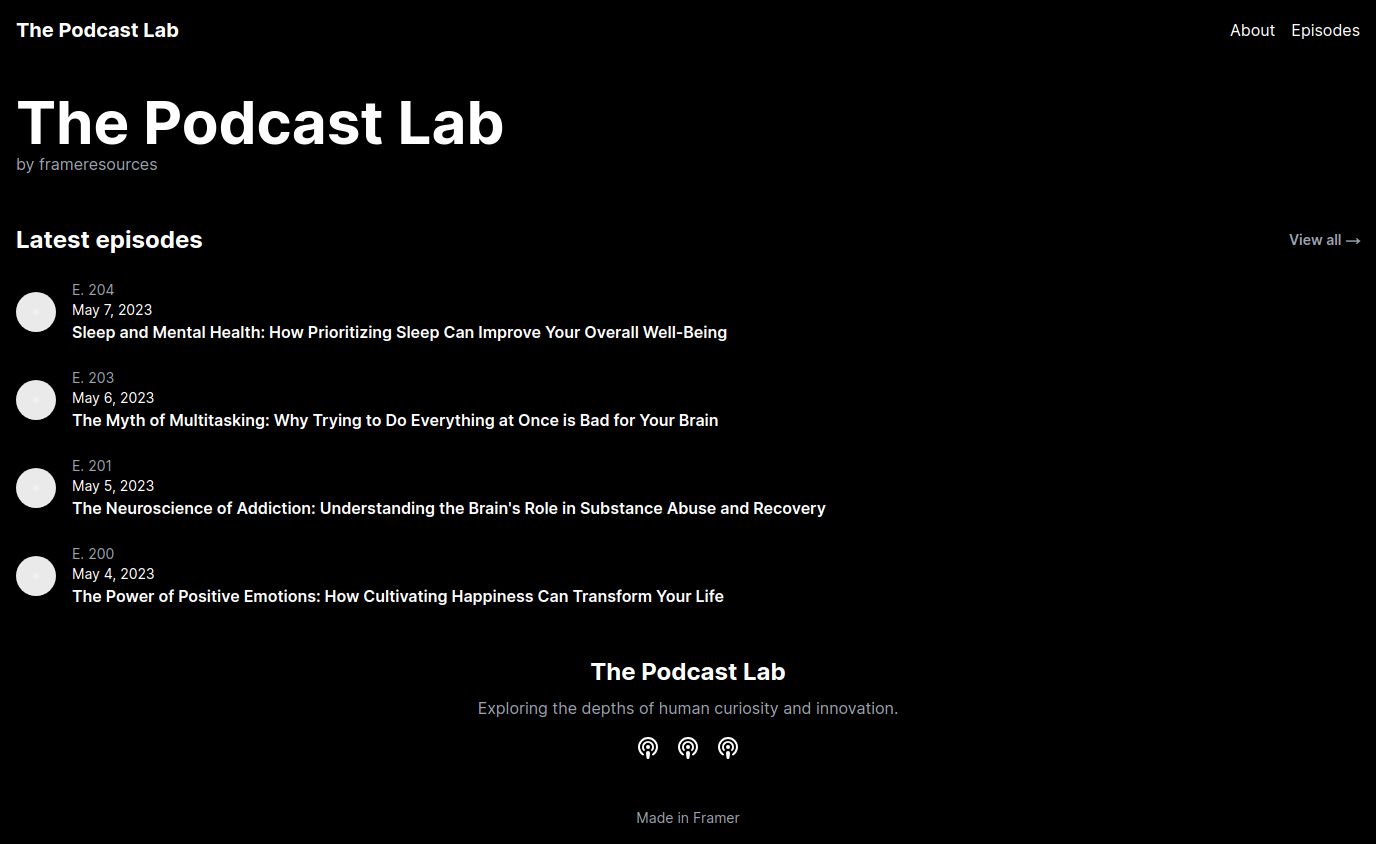 The Podcast Lab
About Episodes
The Podcast Lab
by frameresources
Latest episodes
View all →
E. 204
May 7, 2023
Sleep and Mental Health: How Prioritizing Sleep Can Improve Your Overall Well-Being
E. 203
May 6, 2023
The Myth of Multitasking: Why Trying to Do Everything at Once is Bad for Your Brain
E. 201
May 5, 2023
The Neuroscience of Addiction: Understanding the Brain's Role in Substance Abuse and Recovery
E. 200
May 4, 2023
The Power of Positive Emotions: How Cultivating Happiness Can Transform Your Life
The Podcast Lab
Exploring the depths of human curiosity and innovation.
Made in Framer